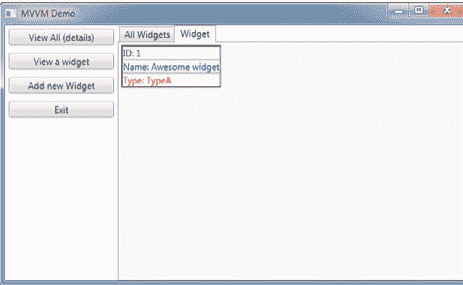 MVVM Demo
View All (details)
View a widget
Add new Widget
Exit
All Widgets
Widget
ID: 1
Name: Awesome widget
Type: TypeA